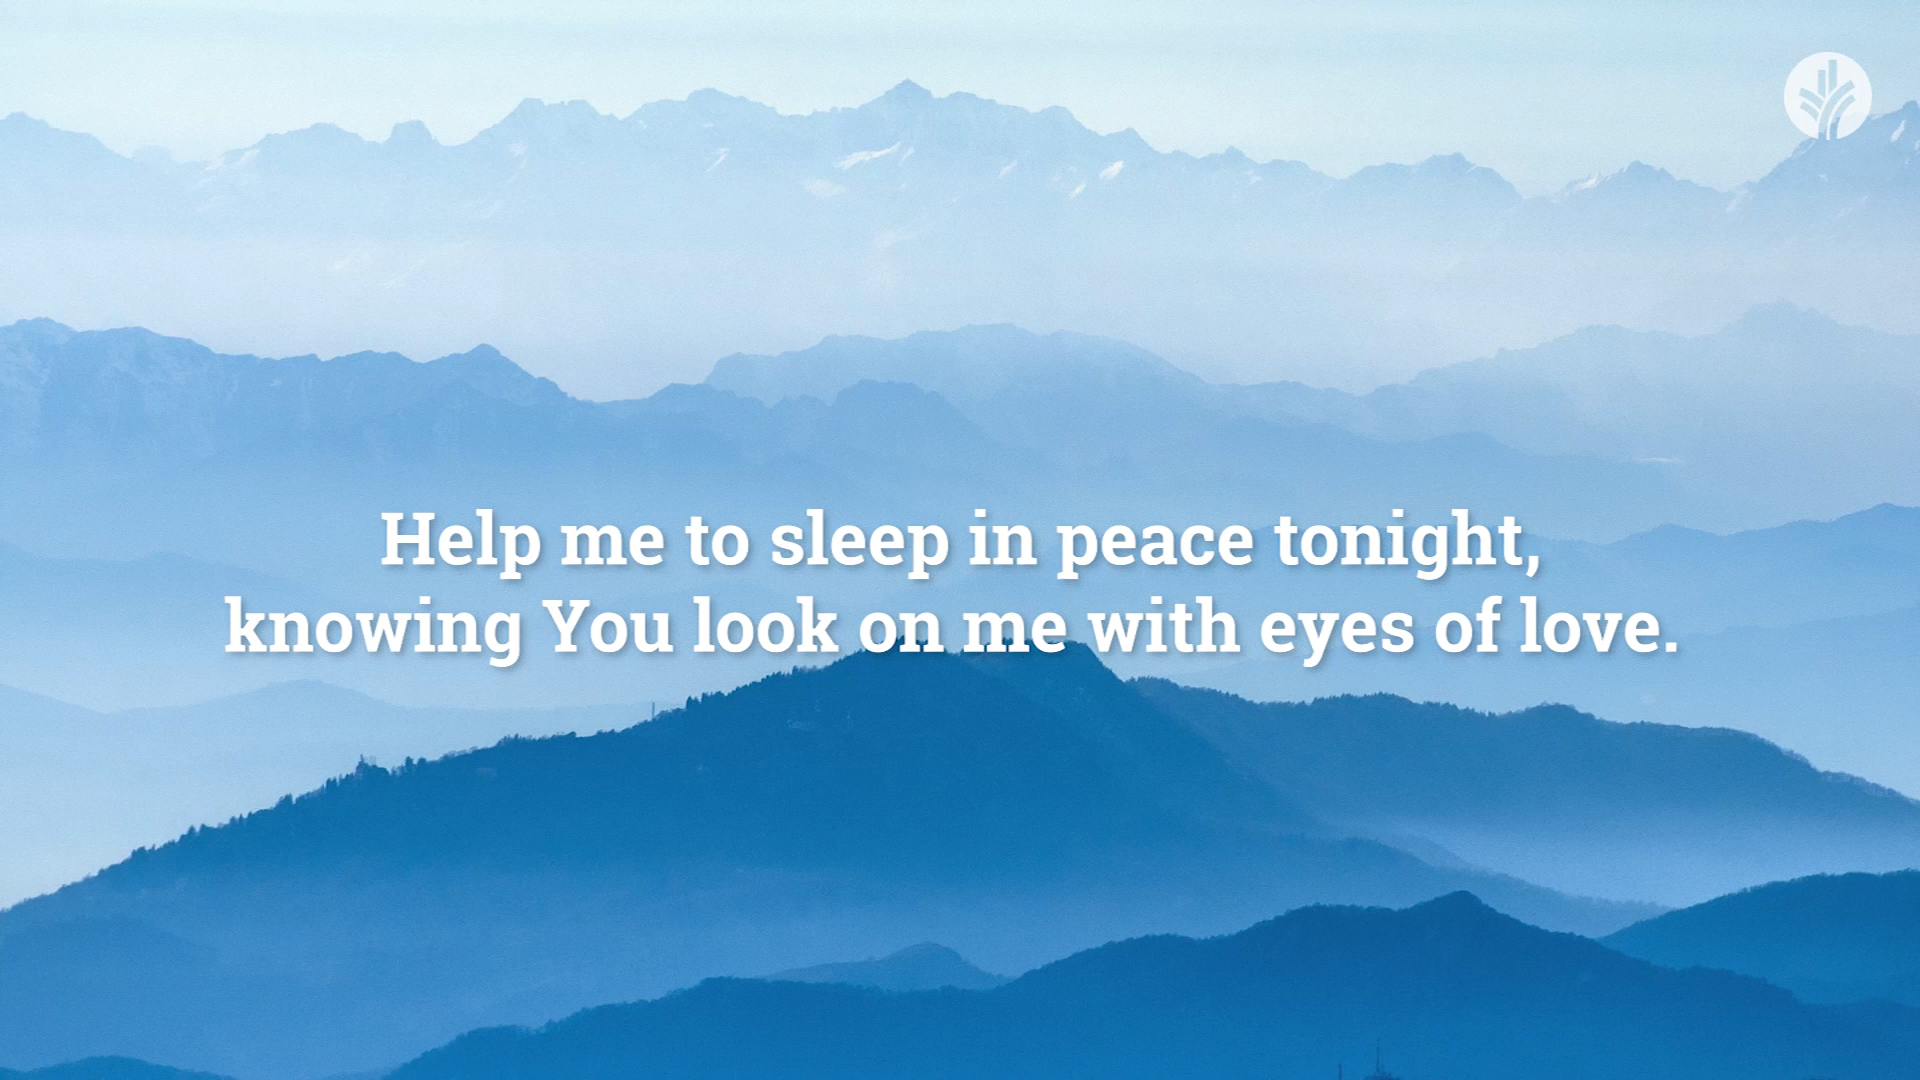 Help me to sleep in peace tonight,
knowing You look on me with eyes of love.